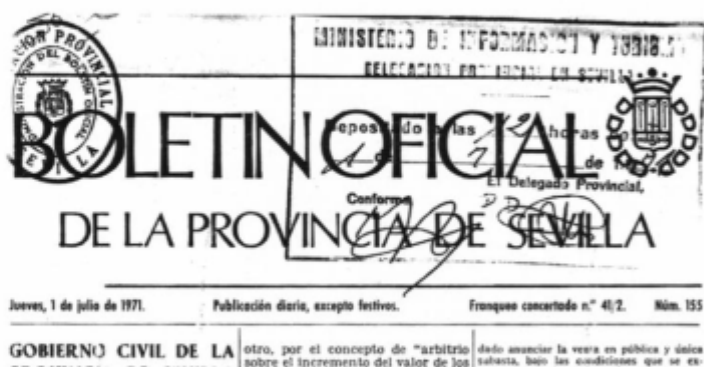 MINISTERIO DE INFORMACION Y TURISMO
DELEGACION PROVINCIAL EN SEVILLA
BOLETIN OFICIAL
Depositado a las 12 horas
de
El Delegado Provincial,
Conforme
DE LA PROVINCIA DE SEVILLA
Jueves, 1 de julio de 1971. Publicación diaria, excepto festivos. Franqueo concertado n.º 41/2. Núm. 155
GOBIERNO CIVIL DE LA
otro, por el concepto de "arbitrio
sobre el incremento del valor de los
dado anunciar la venta en pública y única
subasta, bajo las condiciones que se ex-